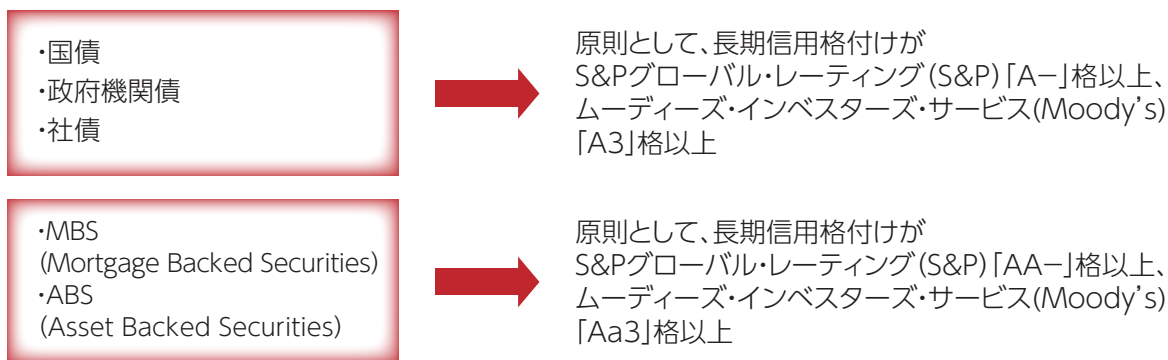 ・国債
・政府機関債
・社債
原則として、長期信用格付けが
S&Pグローバル・レーティング(S&P)「A−」格以上、
ムーディーズ・インベスターズ・サービス(Moody's)
「A3」格以上
・MBS
(Mortgage Backed Securities)
・ABS
(Asset Backed Securities)
原則として、長期信用格付けが
S&Pグローバル・レーティング(S&P)「AA−」格以上、
ムーディーズ・インベスターズ・サービス(Moody's)
「Aa3」格以上